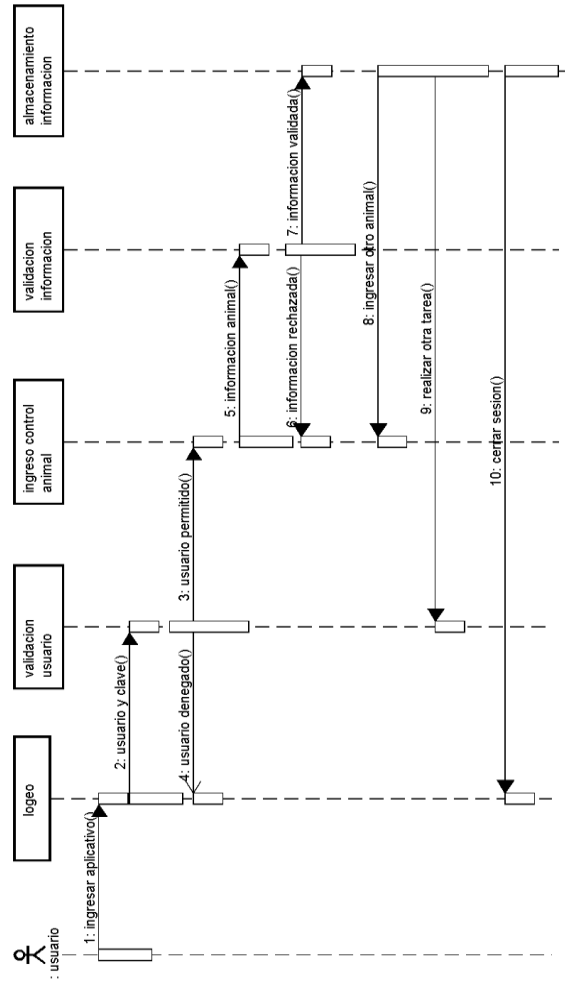 : usuario
logeo
validacion
usuario
ingreso control
animal
validacion
informacion
almacenamiento
informacion
1: ingresar aplicativo()
2: usuario y clave()
3: usuario permitido()
4: usuario denegado()
5: informacion animal()
6: informacion rechazada()
7: informacion validada()
8: ingresar otro animal()
9: realizar otra tarea()
10: cerrar sesion()